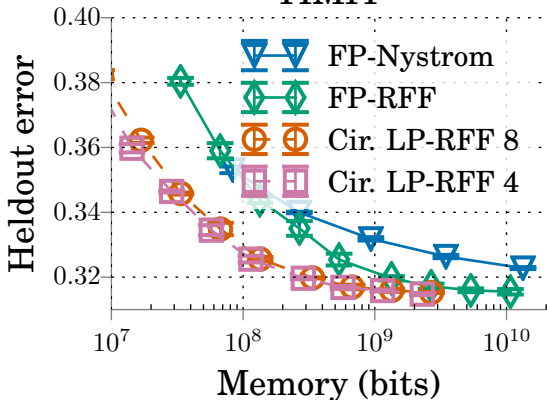 0.40
0.38
0.36
0.34
0.32
Heldout error
FP-Nystrom
FP-RFF
Cir. LP-RFF 8
Cir. LP-RFF 4
10^7
10^8
10^9
10^10
Memory (bits)